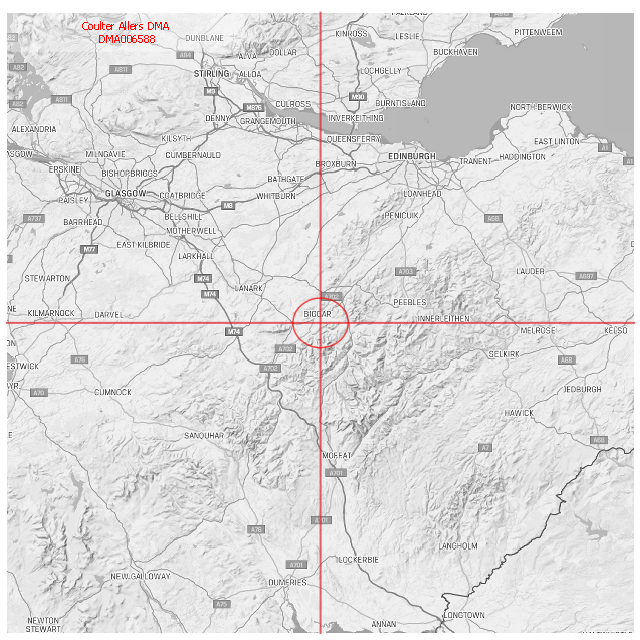 Coulter Allers DMA
DMA006588
KINROSS
LESLIE
PITTENWEEM
DUNBLANE
BUCKHAVEN
A84
ALVA
DOLLAR
A82
A811
STIRLING
ALLOA
LOCHGELLY
M9
M90
A82
A811
M876
CULROSS
BURNTISLAND
NORTH BERWICK
DENNY
GRANGEMOUTH
INVERKEITHING
ALEXANDRIA
KILSYTH
QUEENSFERRY
EAST LINTON
A1
MILNGAVIE
CUMBERNAULD
BROXBURN
EDINBURGH
TRANENT
HADDINGTON
A1
ERSKINE
BISHOPBRIGGS
BATHGATE
GLASGOW
COATBRIDGE
WHITBURN
LOANHEAD
PAISLEY
M8
A737
BARRHEAD
BELLSHILL
PENICUIK
A68
MOTHERWELL
M77
EAST KILBRIDE
LARKHALL
STEWARTON
M74
A703
LAUDER
A697
M74
LANARK
A702
PEEBLES
KILMARNOCK
DARVEL
BIGGAR
INNERLEITHEN
M74
MELROSE
KELSO
A702
A76
SELKIRK
A68
A702
A70
CUMNOCK
JEDBURGH
HAWICK
SANQUHAR
A7
A68
MOFFAT
A701
A701
A76
LOCKERBIE
LANGHOLM
A701
NEW GALLOWAY
DUMFRIES
A75
NEWTON
STEWART
ANNAN
LONGTOWN